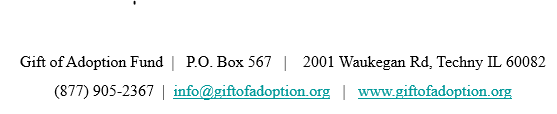 Gift of Adoption Fund | P.O. Box 567 | 2001 Waukegan Rd, Techny IL 60082
(877) 905-2367 | info@giftofadoption.org | www.giftofadoption.org